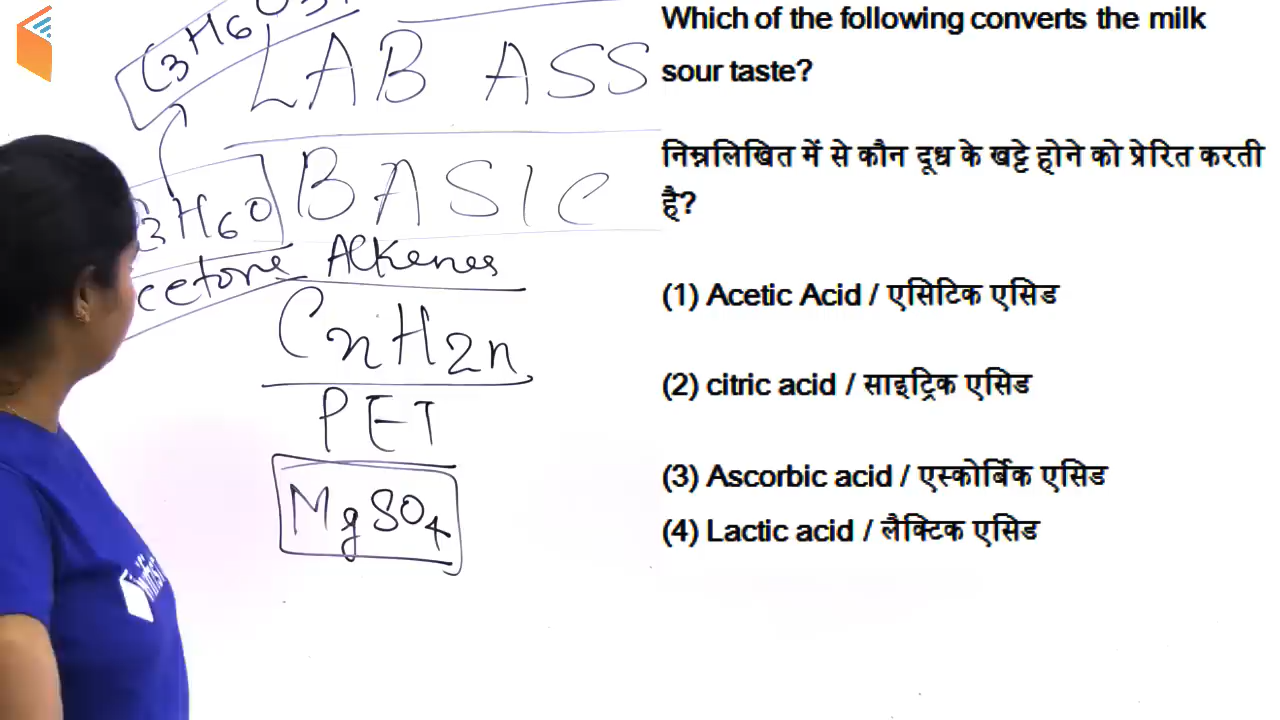 C3H6O3
LAB ASS
BASIC
C3H6O
cetone Alkenes
CnH2n
PET
MgSO4
Which of the following converts the milk
sour taste?
निम्नलिखित में से कौन दूध के खट्टे होने को प्रेरित करती
है?
(1) Acetic Acid / एसिटिक एसिड
(2) citric acid / साइट्रिक एसिड
(3) Ascorbic acid / एस्कोर्बिक एसिड
(4) Lactic acid / लैक्टिक एसिड